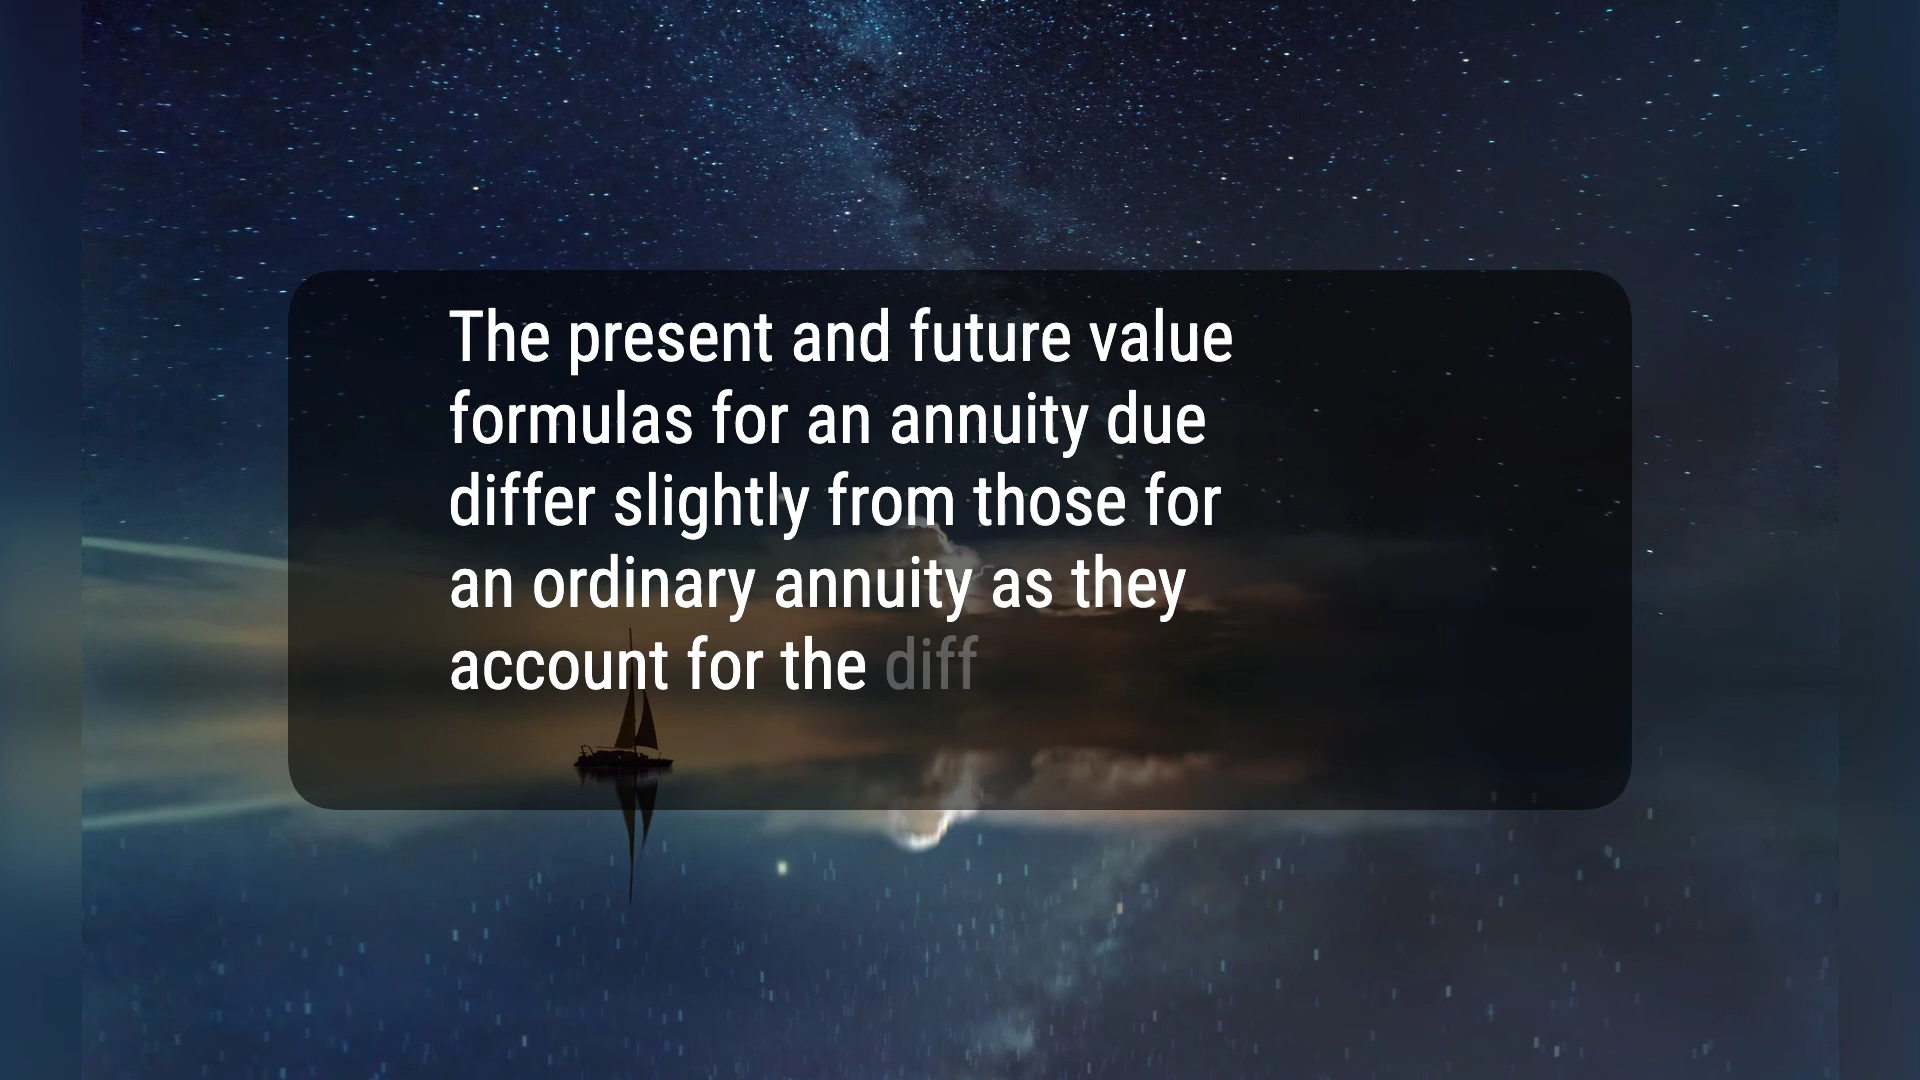 The present and future value
formulas for an annuity due
differ slightly from those for
an ordinary annuity as they
account for the diff